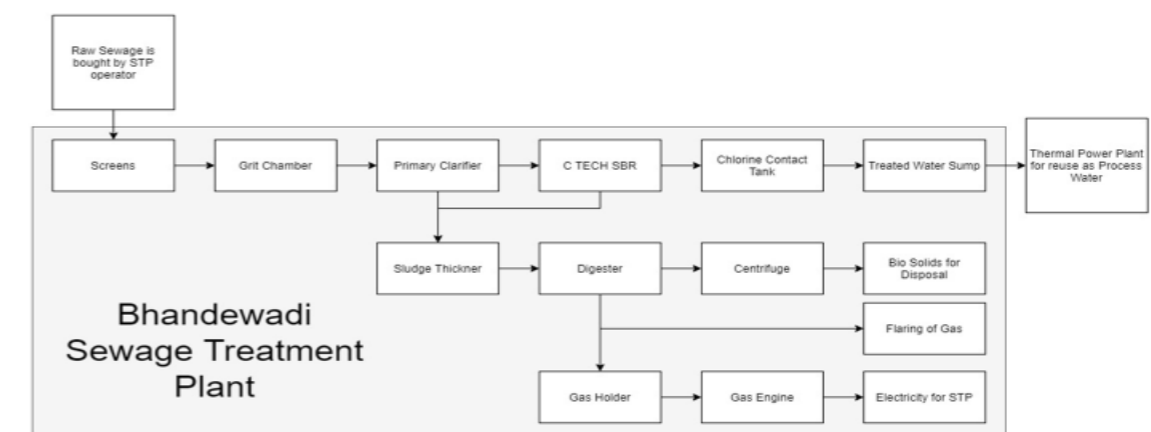 Raw Sewage is
bought by STP
operator
Screens
Grit Chamber
Primary Clarifier
C TECH SBR
Chlorine Contact
Tank
Treated Water Sump
Thermal Power Plant
for reuse as Process
Water
Sludge Thickner
Digester
Centrifuge
Bio Solids for
Disposal
Flaring of Gas
Bhandewadi
Sewage Treatment
Plant
Gas Holder
Gas Engine
Electricity for STP